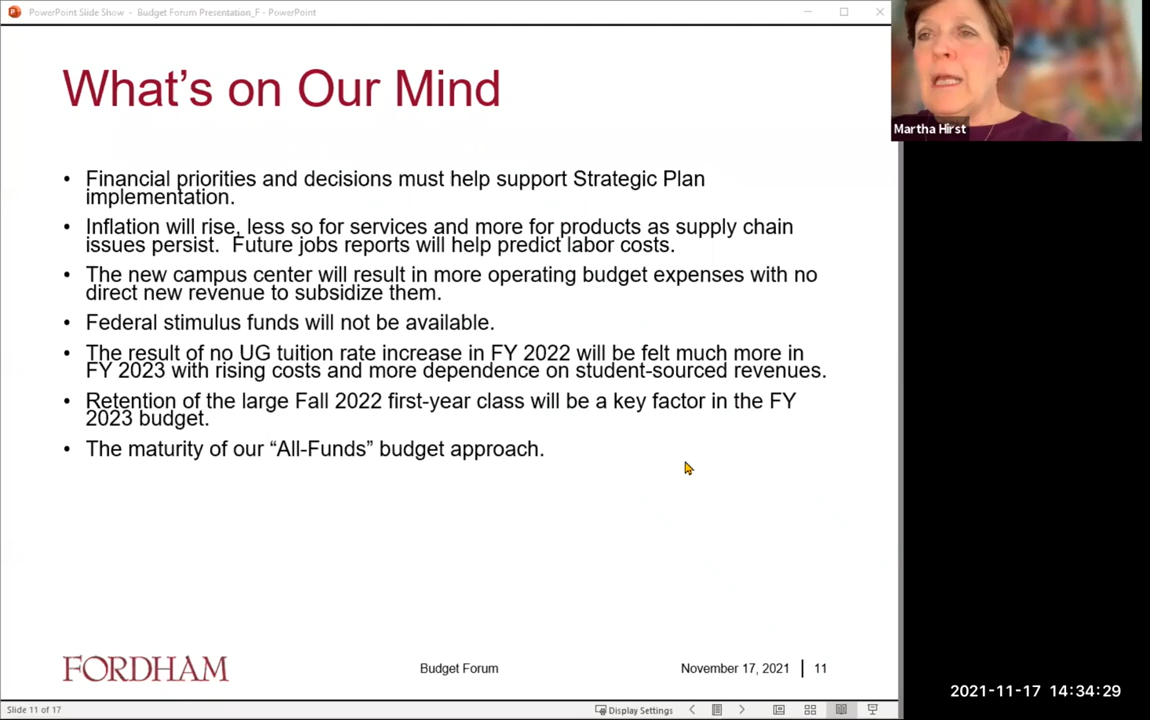 PowerPoint Slide Show - Budget Forum Presentation_F - PowerPoint
What's on Our Mind
Martha Hirst
• Financial priorities and decisions must help support Strategic Plan
implementation.
• Inflation will rise, less so for services and more for products as supply chain
issues persist. Future jobs reports will help predict labor costs.
• The new campus center will result in more operating budget expenses with no
direct new revenue to subsidize them.
• Federal stimulus funds will not be available.
• The result of no UG tuition rate increase in FY 2022 will be felt much more in
FY 2023 with rising costs and more dependence on student-sourced revenues.
• Retention of the large Fall 2022 first-year class will be a key factor in the FY
2023 budget.
• The maturity of our “All-Funds” budget approach.
FORDHAM
Budget Forum
November 17, 2021 | 11
2021-11-17 14:34:29
Slide 11 of 17
Display Settings